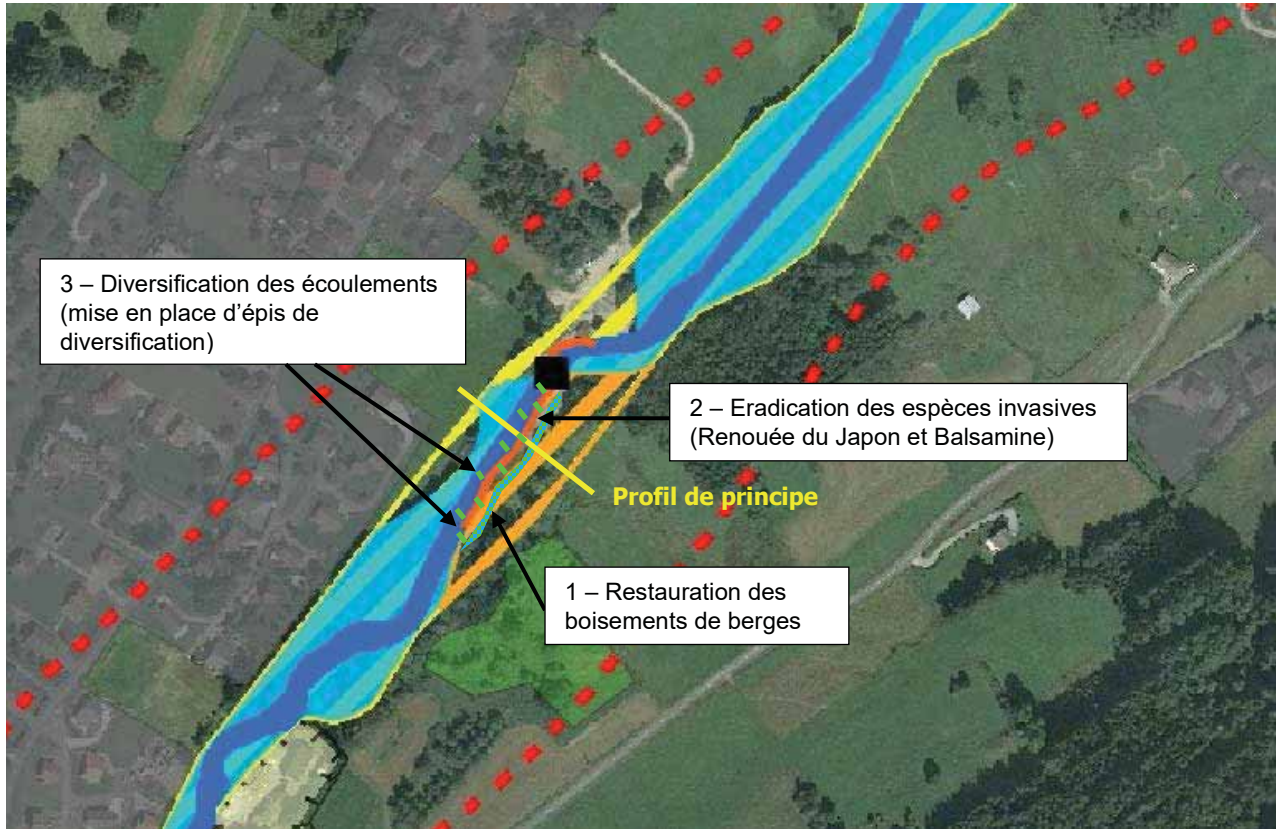 3 – Diversification des écoulements
(mise en place d'épis de
diversification)
2 – Eradication des espèces invasives
(Renouée du Japon et Balsamine)
Profil de principe
1 – Restauration des
boisements de berges